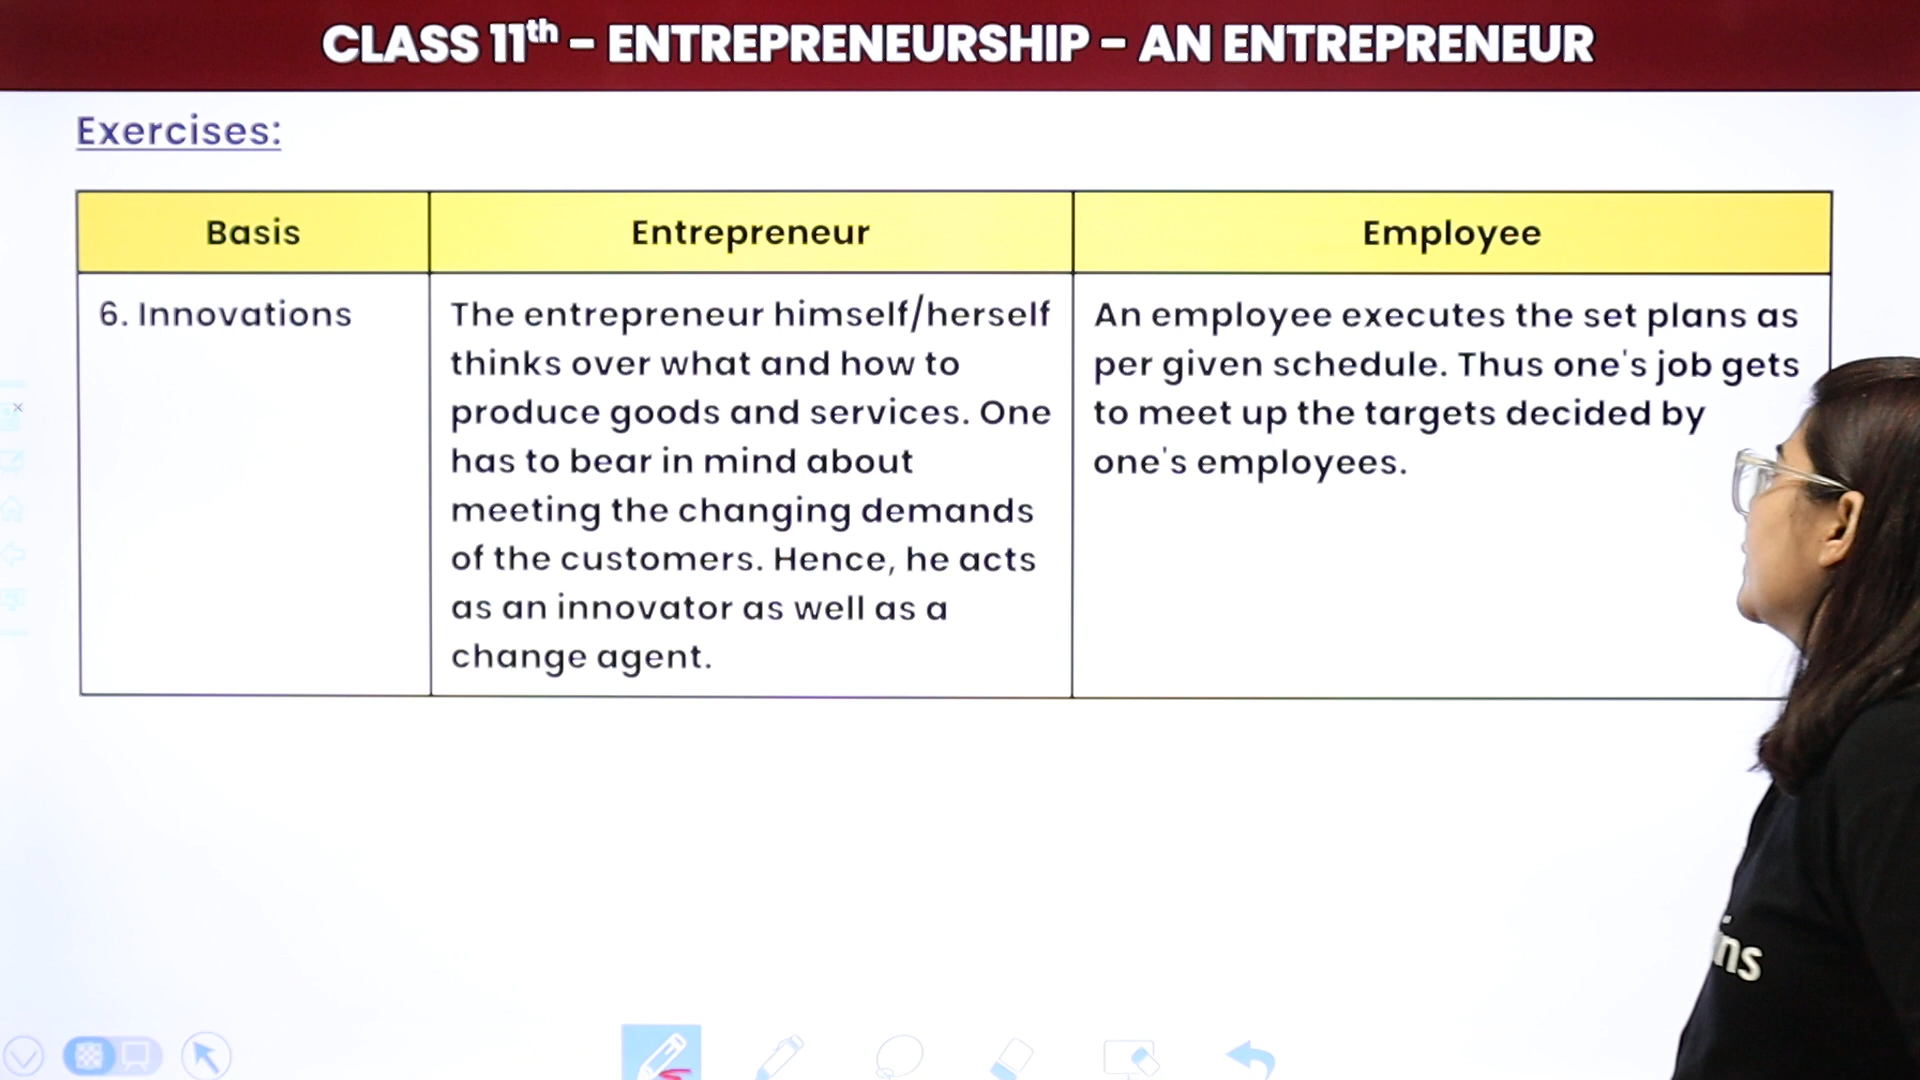 CLASS 11th – ENTREPRENEURSHIP – AN ENTREPRENEUR
Exercises:
Basis
Entrepreneur
Employee
6. Innovations
The entrepreneur himself/herself
thinks over what and how to
produce goods and services. One
has to bear in mind about
meeting the changing demands
of the customers. Hence, he acts
as an innovator as well as a
change agent.
An employee executes the set plans as
per given schedule. Thus one's job gets
to meet up the targets decided by
one's employees.